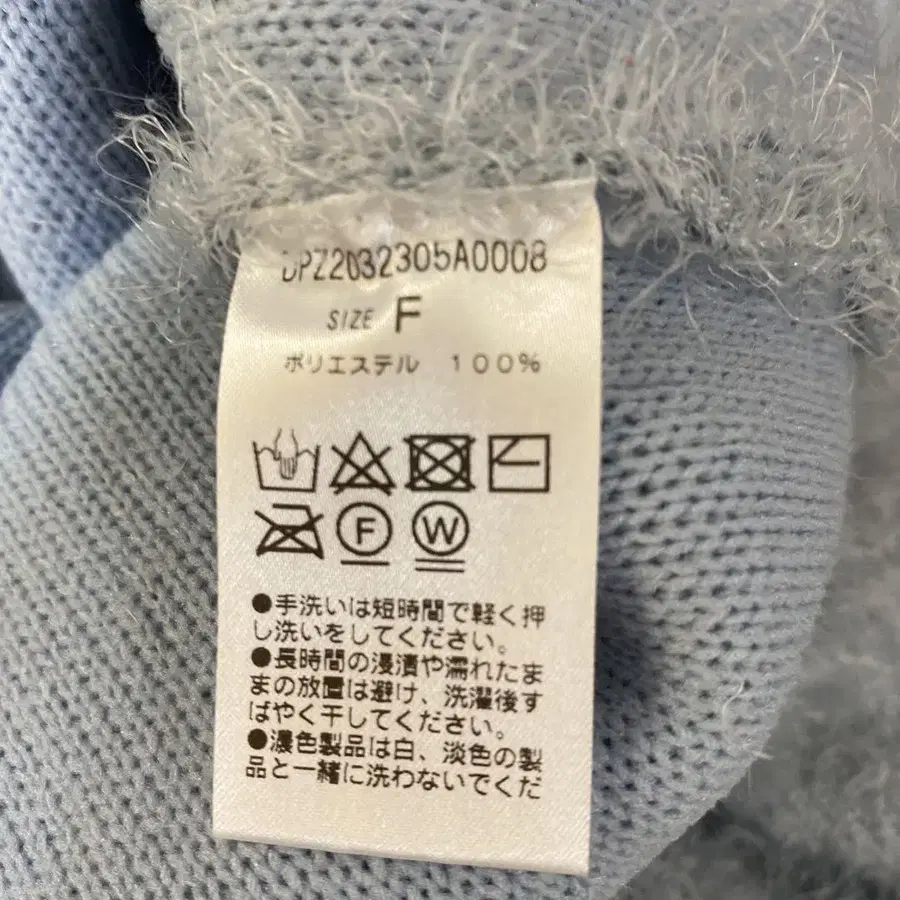 DPZ2032305A0008
SIZE F
ポリエステル 100%
F W
●手洗いは短時間で軽く押
し洗いをしてください。
●長時間の浸漬や濡れたま
まの放置は避け、洗濯後す
ばやく干してください。
●濃色製品は白、淡色の製
品と一緒に洗わないでくだ